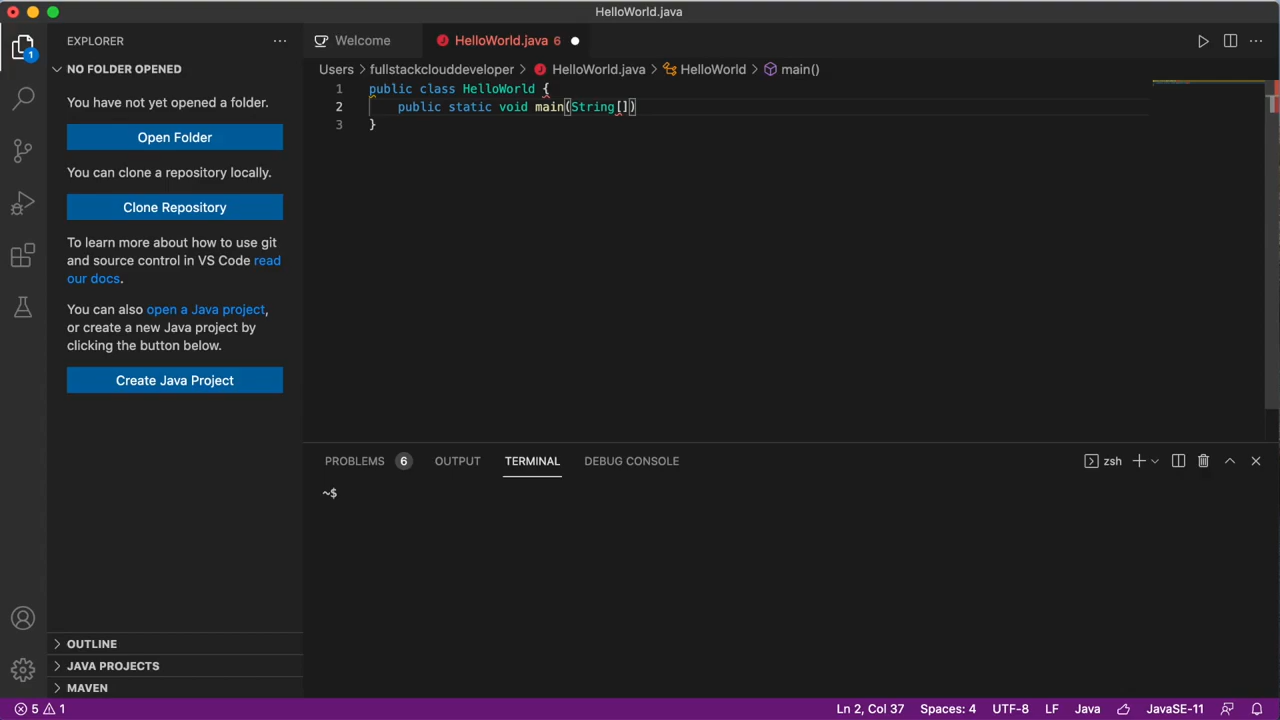 HelloWorld.java
EXPLORER
Welcome
HelloWorld.java 6
NO FOLDER OPENED
Users > fullstackclouddeveloper > HelloWorld.java > HelloWorld > main()
You have not yet opened a folder.
Open Folder
You can clone a repository locally.
Clone Repository
To learn more about how to use git
and source control in VS Code read
our docs.
You can also open a Java project,
or create a new Java project by
clicking the button below.
Create Java Project
1
1 public class HelloWorld {
2 public static void main(String[])
3 }
PROBLEMS 6 OUTPUT TERMINAL DEBUG CONSOLE
zsh
~$
OUTLINE
JAVA PROJECTS
MAVEN
5 1 Ln 2, Col 37 Spaces: 4 UTF-8 LF Java JavaSE-11